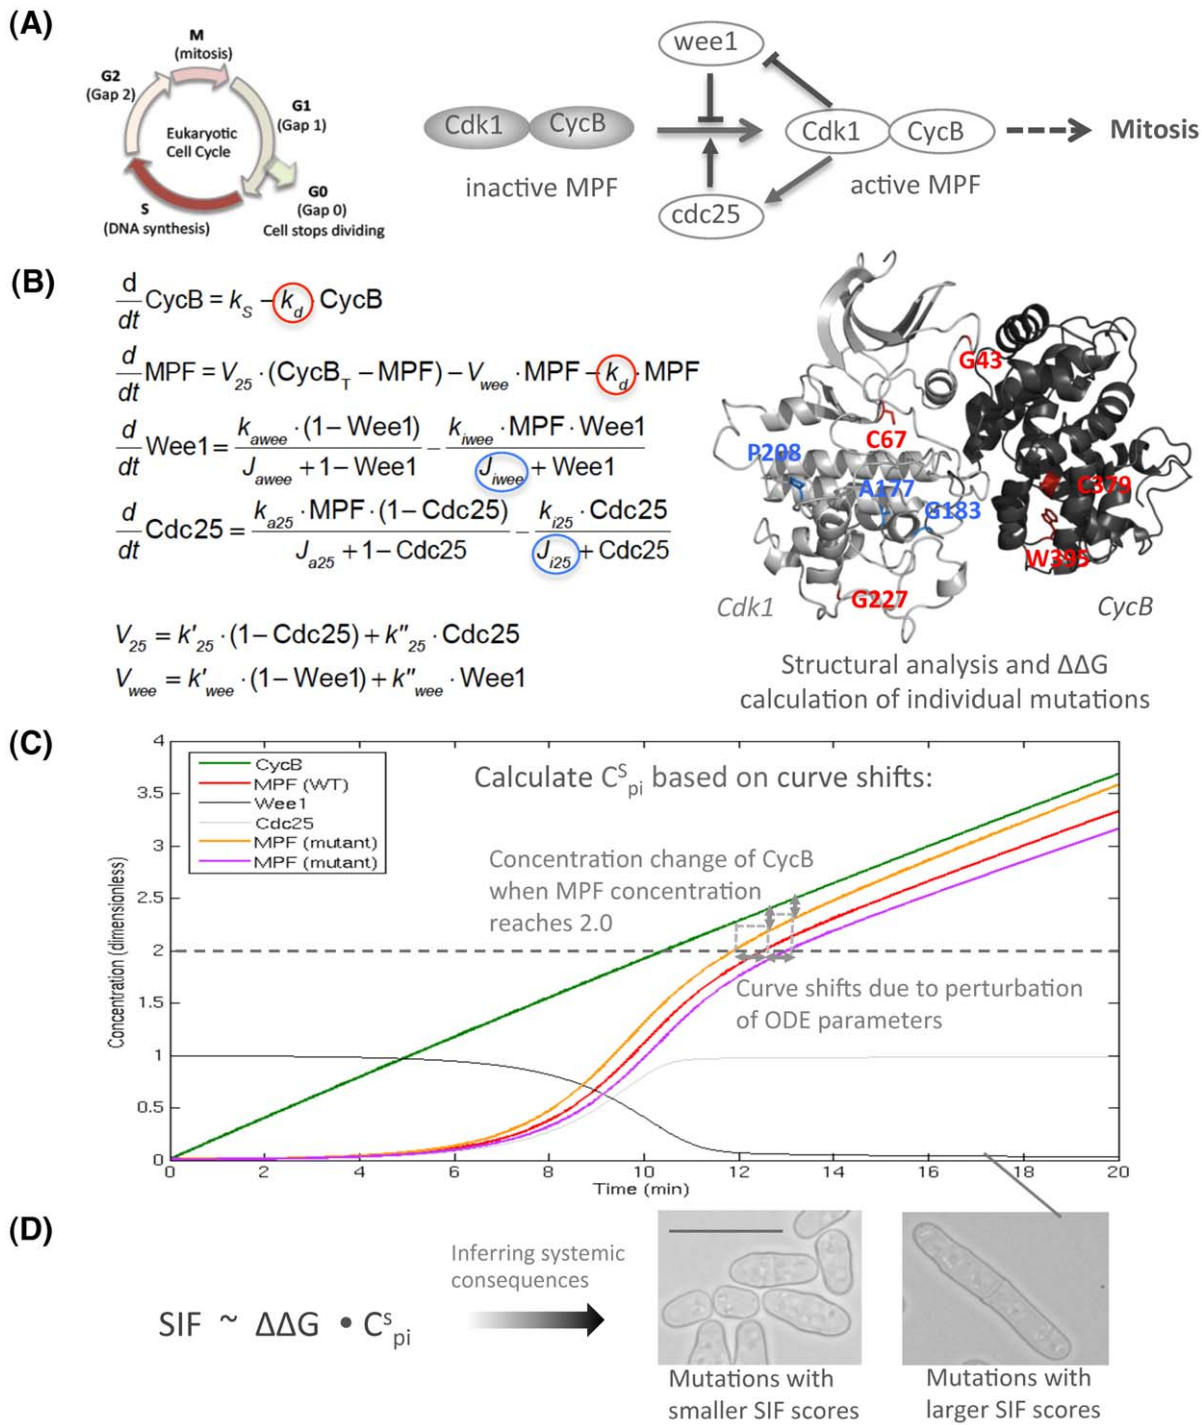 (A)
M
(mitosis)
G2
(Gap 2)
G1
(Gap 1)
Eukaryotic
Cell Cycle
S
(DNA synthesis)
G0
(Gap 0)
Cell stops dividing
wee1
Cdk1 CycB
inactive MPF
Cdk1 CycB
active MPF
Mitosis
cdc25
(B)
d/dt CycB = k_S − k_d · CycB
d/dt MPF = V_25 · (CycB_T − MPF) − V_wee · MPF − k_d · MPF
d/dt Wee1 = k_awee · (1 − Wee1) / J_awee + 1 − Wee1 − k_iwee · MPF · Wee1 / J_iwee + Wee1
d/dt Cdc25 = k_a25 · MPF · (1 − Cdc25) / J_a25 + 1 − Cdc25 − k_i25 · Cdc25 / J_i25 + Cdc25
V_25 = k'_25 · (1 − Cdc25) + k''_25 · Cdc25
V_wee = k'_wee · (1 − Wee1) + k''_wee · Wee1
G43
C67
P208
A177
G183
C379
W395
G227
Cdk1
CycB
Structural analysis and ΔΔG
calculation of individual mutations
(C)
Concentration (dimensionless)
4
3.5
3
2.5
2
1.5
1
0.5
0
CycB
MPF (WT)
Wee1
Cdc25
MPF (mutant)
MPF (mutant)
Calculate C^S_pi based on curve shifts:
Concentration change of CycB
when MPF concentration
reaches 2.0
Curve shifts due to perturbation
of ODE parameters
0 2 4 6 8 10 12 14 16 18 20
Time (min)
(D)
SIF ~ ΔΔG • C^s_pi
Inferring systemic
consequences
Mutations with
smaller SIF scores
Mutations with
larger SIF scores